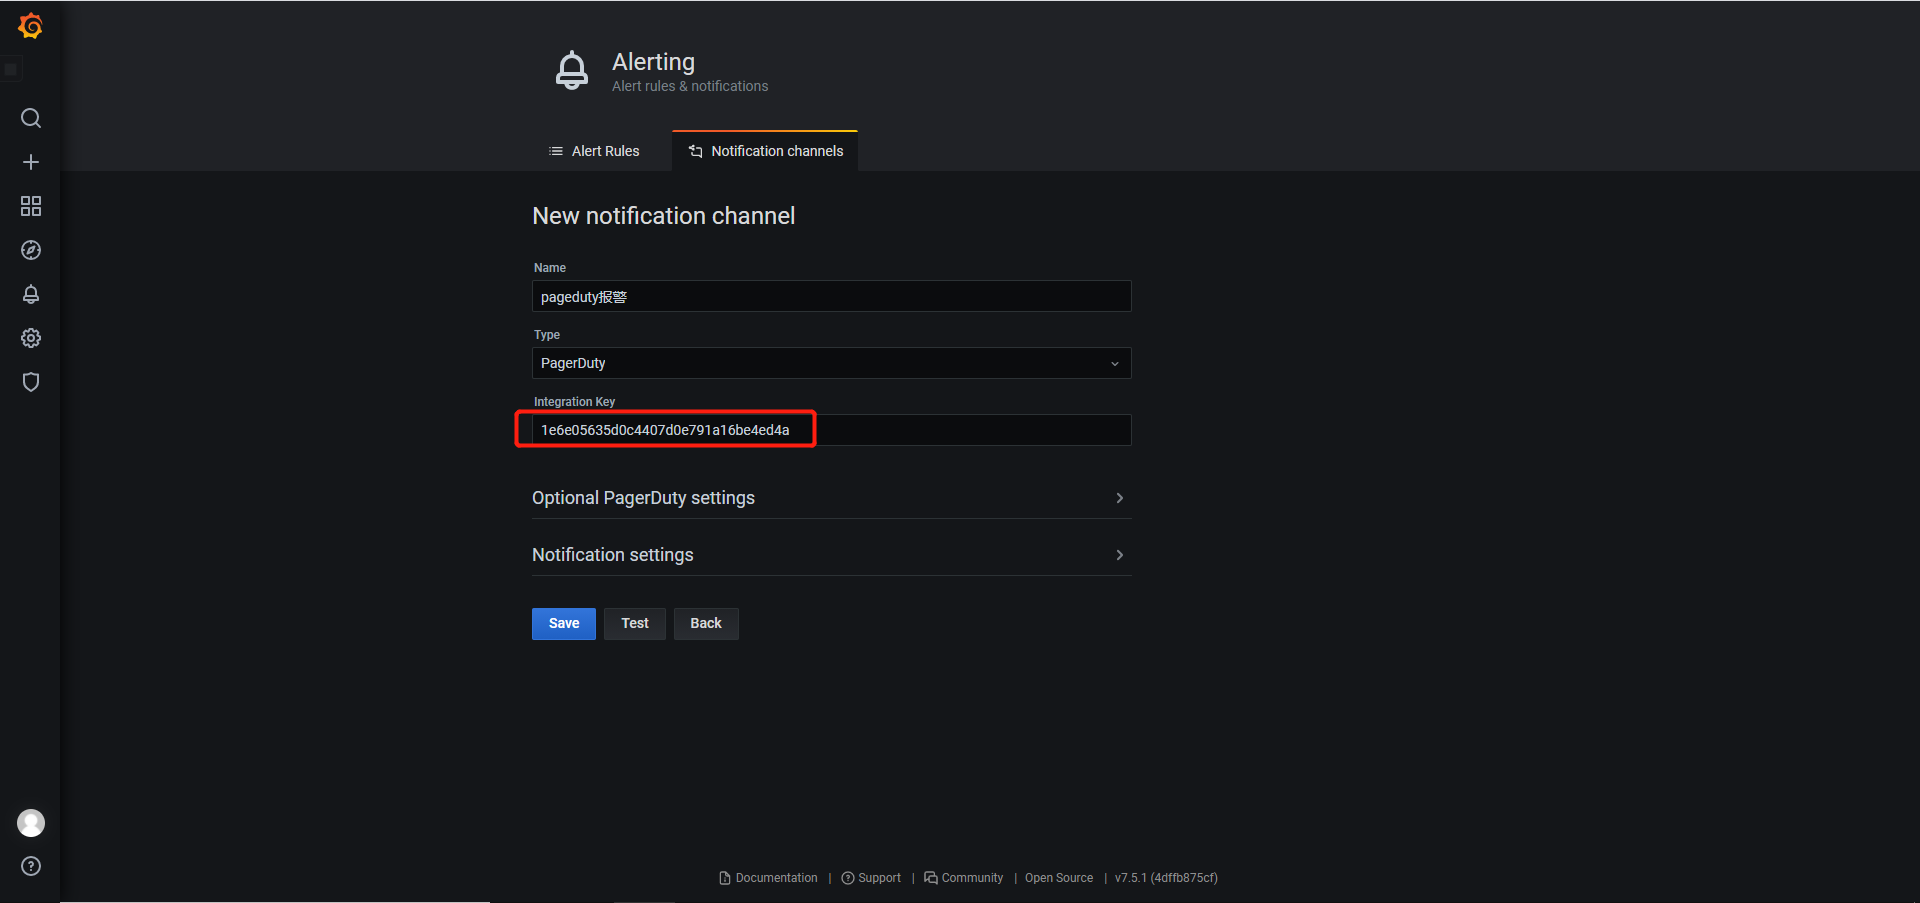 Alerting
Alert rules & notifications
Alert Rules
Notification channels
New notification channel
Name
pageduty报警
Type
PagerDuty
Integration Key
1e6e05635d0c4407d0e791a16be4ed4a
Optional PagerDuty settings
Notification settings
Save Test Back
Documentation | Support | Community | Open Source | v7.5.1 (4dffb875cf)